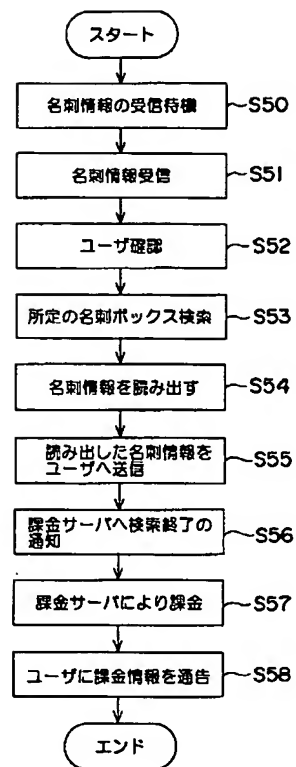 スタート
名刺情報の受信待機
S50
名刺情報受信
S51
ユーザ確認
S52
所定の名刺ボックス検索
S53
名刺情報を読み出す
S54
読み出した名刺情報を
ユーザへ送信
S55
課金サーバへ検索終了の
通知
S56
課金サーバにより課金
S57
ユーザに課金情報を通告
S58
エンド